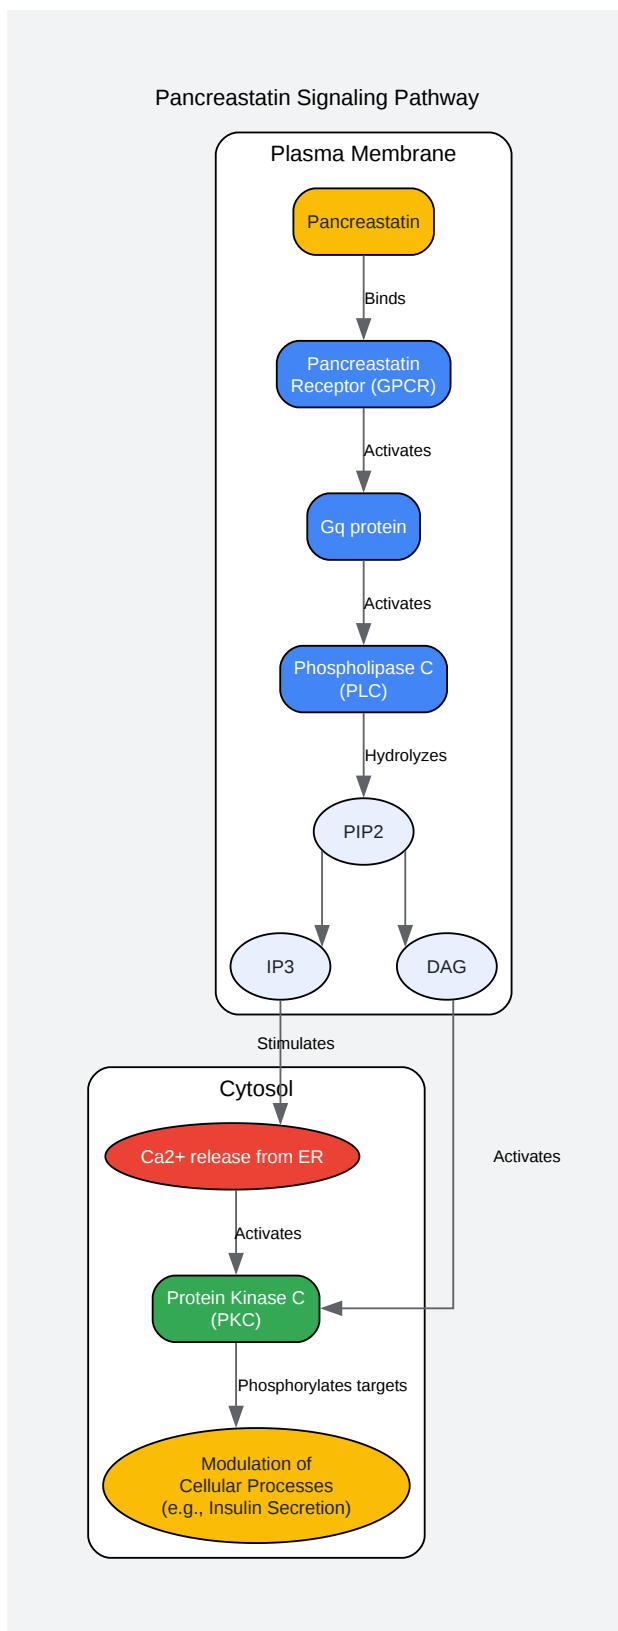 Pancreastatin Signaling Pathway
Plasma Membrane
Pancreastatin
Binds
Pancreastatin
Receptor (GPCR)
Activates
Gq protein
Activates
Phospholipase C
(PLC)
Hydrolyzes
PIP2
IP3
DAG
Stimulates
Cytosol
Ca2+ release from ER
Activates
Activates
Protein Kinase C
(PKC)
Phosphorylates targets
Modulation of
Cellular Processes
(e.g., Insulin Secretion)